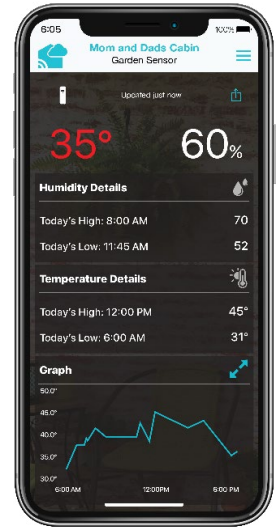 6:05 100%
Mom and Dads Cabin
Garden Sensor
Updated just now
35° 60%
Humidity Details
Today's High: 8:00 AM 70
Today's Low: 11:45 AM 52
Temperature Details
Today's High: 12:00 PM 45°
Today's Low: 6:00 AM 31°
Graph
50.0°
45.0°
40.0°
35.0°
30.0°
6:00 AM 12:00PM 6:00 PM